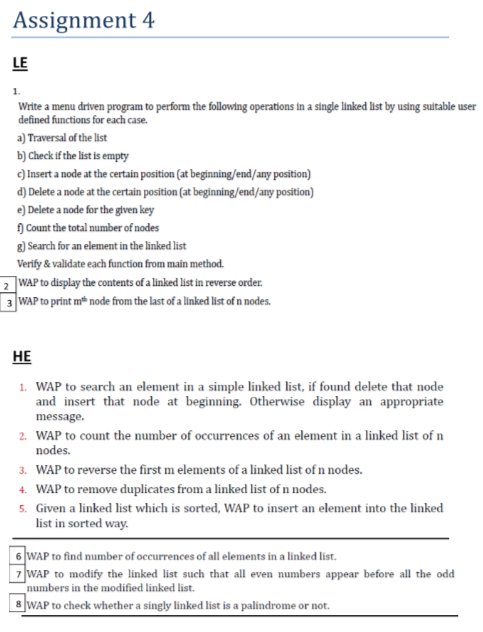 Assignment 4
LE
1.
Write a menu driven program to perform the following operations in a single linked list by using suitable user
defined functions for each case.
a) Traversal of the list
b) Check if the list is empty
c) Insert a node at the certain position (at beginning/end/any position)
d) Delete a node at the certain position (at beginning/end/any position)
e) Delete a node for the given key
f) Count the total number of nodes
g) Search for an element in the linked list
Verify & validate each function from main method.
2 WAP to display the contents of a linked list in reverse order.
3 WAP to print mth node from the last of a linked list of n nodes.
HE
1. WAP to search an element in a simple linked list, if found delete that node
and insert that node at beginning. Otherwise display an appropriate
message.
2. WAP to count the number of occurrences of an element in a linked list of n
nodes.
3. WAP to reverse the first m elements of a linked list of n nodes.
4. WAP to remove duplicates from a linked list of n nodes.
5. Given a linked list which is sorted, WAP to insert an element into the linked
list in sorted way.
6 WAP to find number of occurrences of all elements in a linked list.
7 WAP to modify the linked list such that all even numbers appear before all the odd
numbers in the modified linked list.
8 WAP to check whether a singly linked list is a palindrome or not.